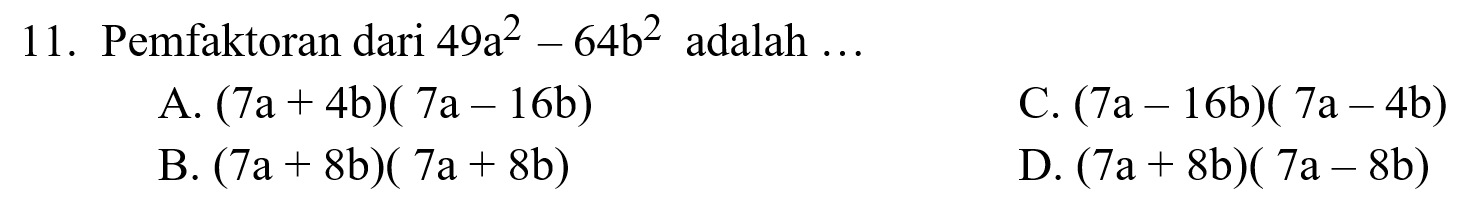 11. Pemfaktoran dari 49a² – 64b² adalah …
A. (7a + 4b)( 7a – 16b) C. (7a – 16b)( 7a – 4b)
B. (7a + 8b)( 7a + 8b) D. (7a + 8b)( 7a – 8b)